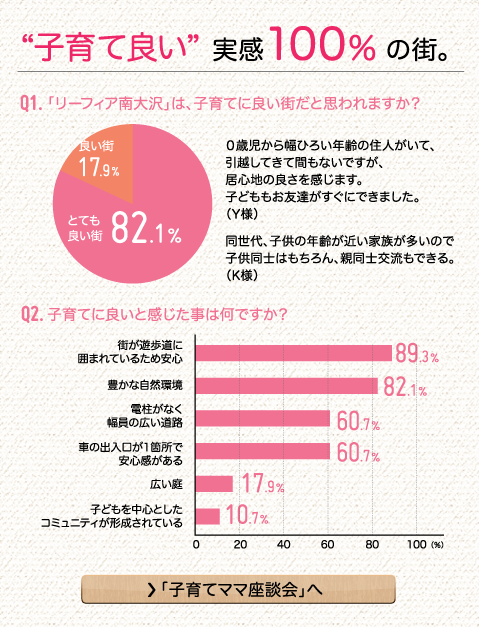 “子育て良い” 実感100%の街。
Q1.「リーフィア南大沢」は、子育てに良い街だと思われますか？
良い街
17.9%
とても
良い街 82.1%
０歳児から幅ひろい年齢の住人がいて、
引越してきて間もないですが、
居心地の良さを感じます。
子どももお友達がすぐにできました。
（Y様）
同世代、子供の年齢が近い家族が多いので
子供同士はもちろん、親同士交流もできる。
（K様）
Q2.子育てに良いと感じた事は何ですか？
街が遊歩道に
囲まれているため安心 89.3%
豊かな自然環境 82.1%
電柱がなく
幅員の広い道路 60.7%
車の出入口が1箇所で
安心感がある 60.7%
広い庭 17.9%
子どもを中心とした
コミュニティが形成されている 10.7%
0 20 40 60 80 100 (%)
❯「子育てママ座談会」へ